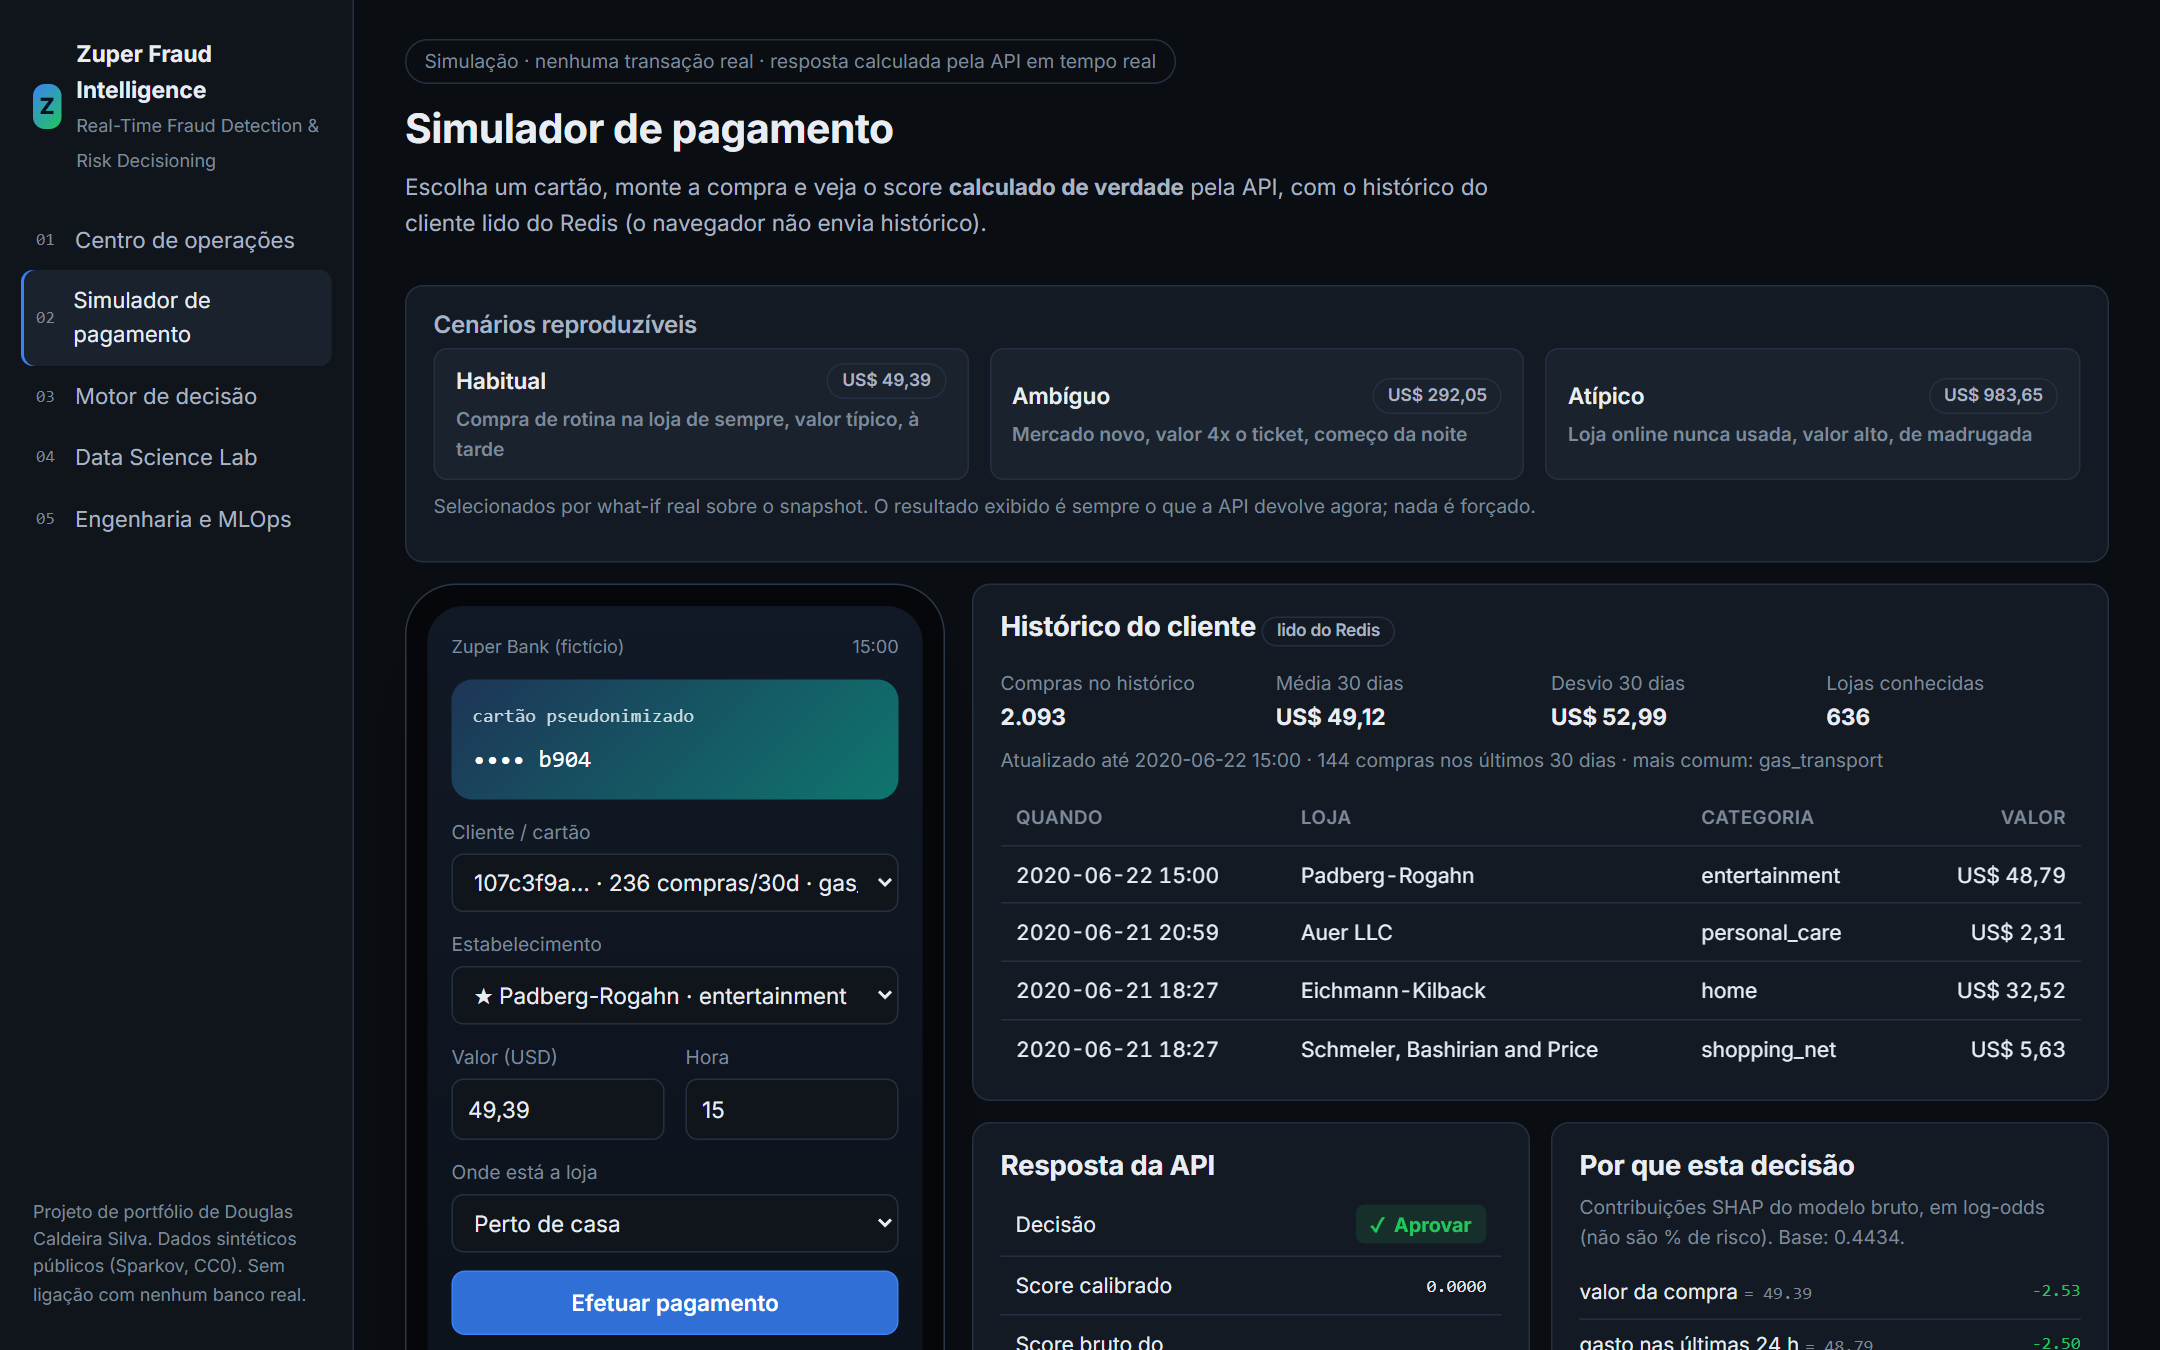 Zuper Fraud
Intelligence
Z
Real-Time Fraud Detection &
Risk Decisioning
01 Centro de operações
02 Simulador de
pagamento
03 Motor de decisão
04 Data Science Lab
05 Engenharia e MLOps
Projeto de portfólio de Douglas
Caldeira Silva. Dados sintéticos
públicos (Sparkov, CC0). Sem
ligação com nenhum banco real.
Simulação · nenhuma transação real · resposta calculada pela API em tempo real
Simulador de pagamento
Escolha um cartão, monte a compra e veja o score calculado de verdade pela API, com o histórico do
cliente lido do Redis (o navegador não envia histórico).
Cenários reproduzíveis
Habitual US$ 49,39
Compra de rotina na loja de sempre, valor típico, à
tarde
Ambíguo US$ 292,05
Mercado novo, valor 4x o ticket, começo da noite
Atípico US$ 983,65
Loja online nunca usada, valor alto, de madrugada
Selecionados por what-if real sobre o snapshot. O resultado exibido é sempre o que a API devolve agora; nada é forçado.
Zuper Bank (fictício) 15:00
cartão pseudonimizado
•••• b904
Cliente / cartão
107c3f9a... · 236 compras/30d · gas_
Estabelecimento
★ Padberg-Rogahn · entertainment
Valor (USD) Hora
49,39 15
Onde está a loja
Perto de casa
Efetuar pagamento
Histórico do cliente lido do Redis
Compras no histórico Média 30 dias Desvio 30 dias Lojas conhecidas
2.093 US$ 49,12 US$ 52,99 636
Atualizado até 2020-06-22 15:00 · 144 compras nos últimos 30 dias · mais comum: gas_transport
QUANDO LOJA CATEGORIA VALOR
2020-06-22 15:00 Padberg-Rogahn entertainment US$ 48,79
2020-06-21 20:59 Auer LLC personal_care US$ 2,31
2020-06-21 18:27 Eichmann-Kilback home US$ 32,52
2020-06-21 18:27 Schmeler, Bashirian and Price shopping_net US$ 5,63
Resposta da API
Decisão ✓ Aprovar
Score calibrado 0.0000
Score bruto do
Por que esta decisão
Contribuições SHAP do modelo bruto, em log-odds
(não são % de risco). Base: 0.4434.
valor da compra = 49.39 -2.53
gasto nas últimas 24 h = 48.79 -2.50